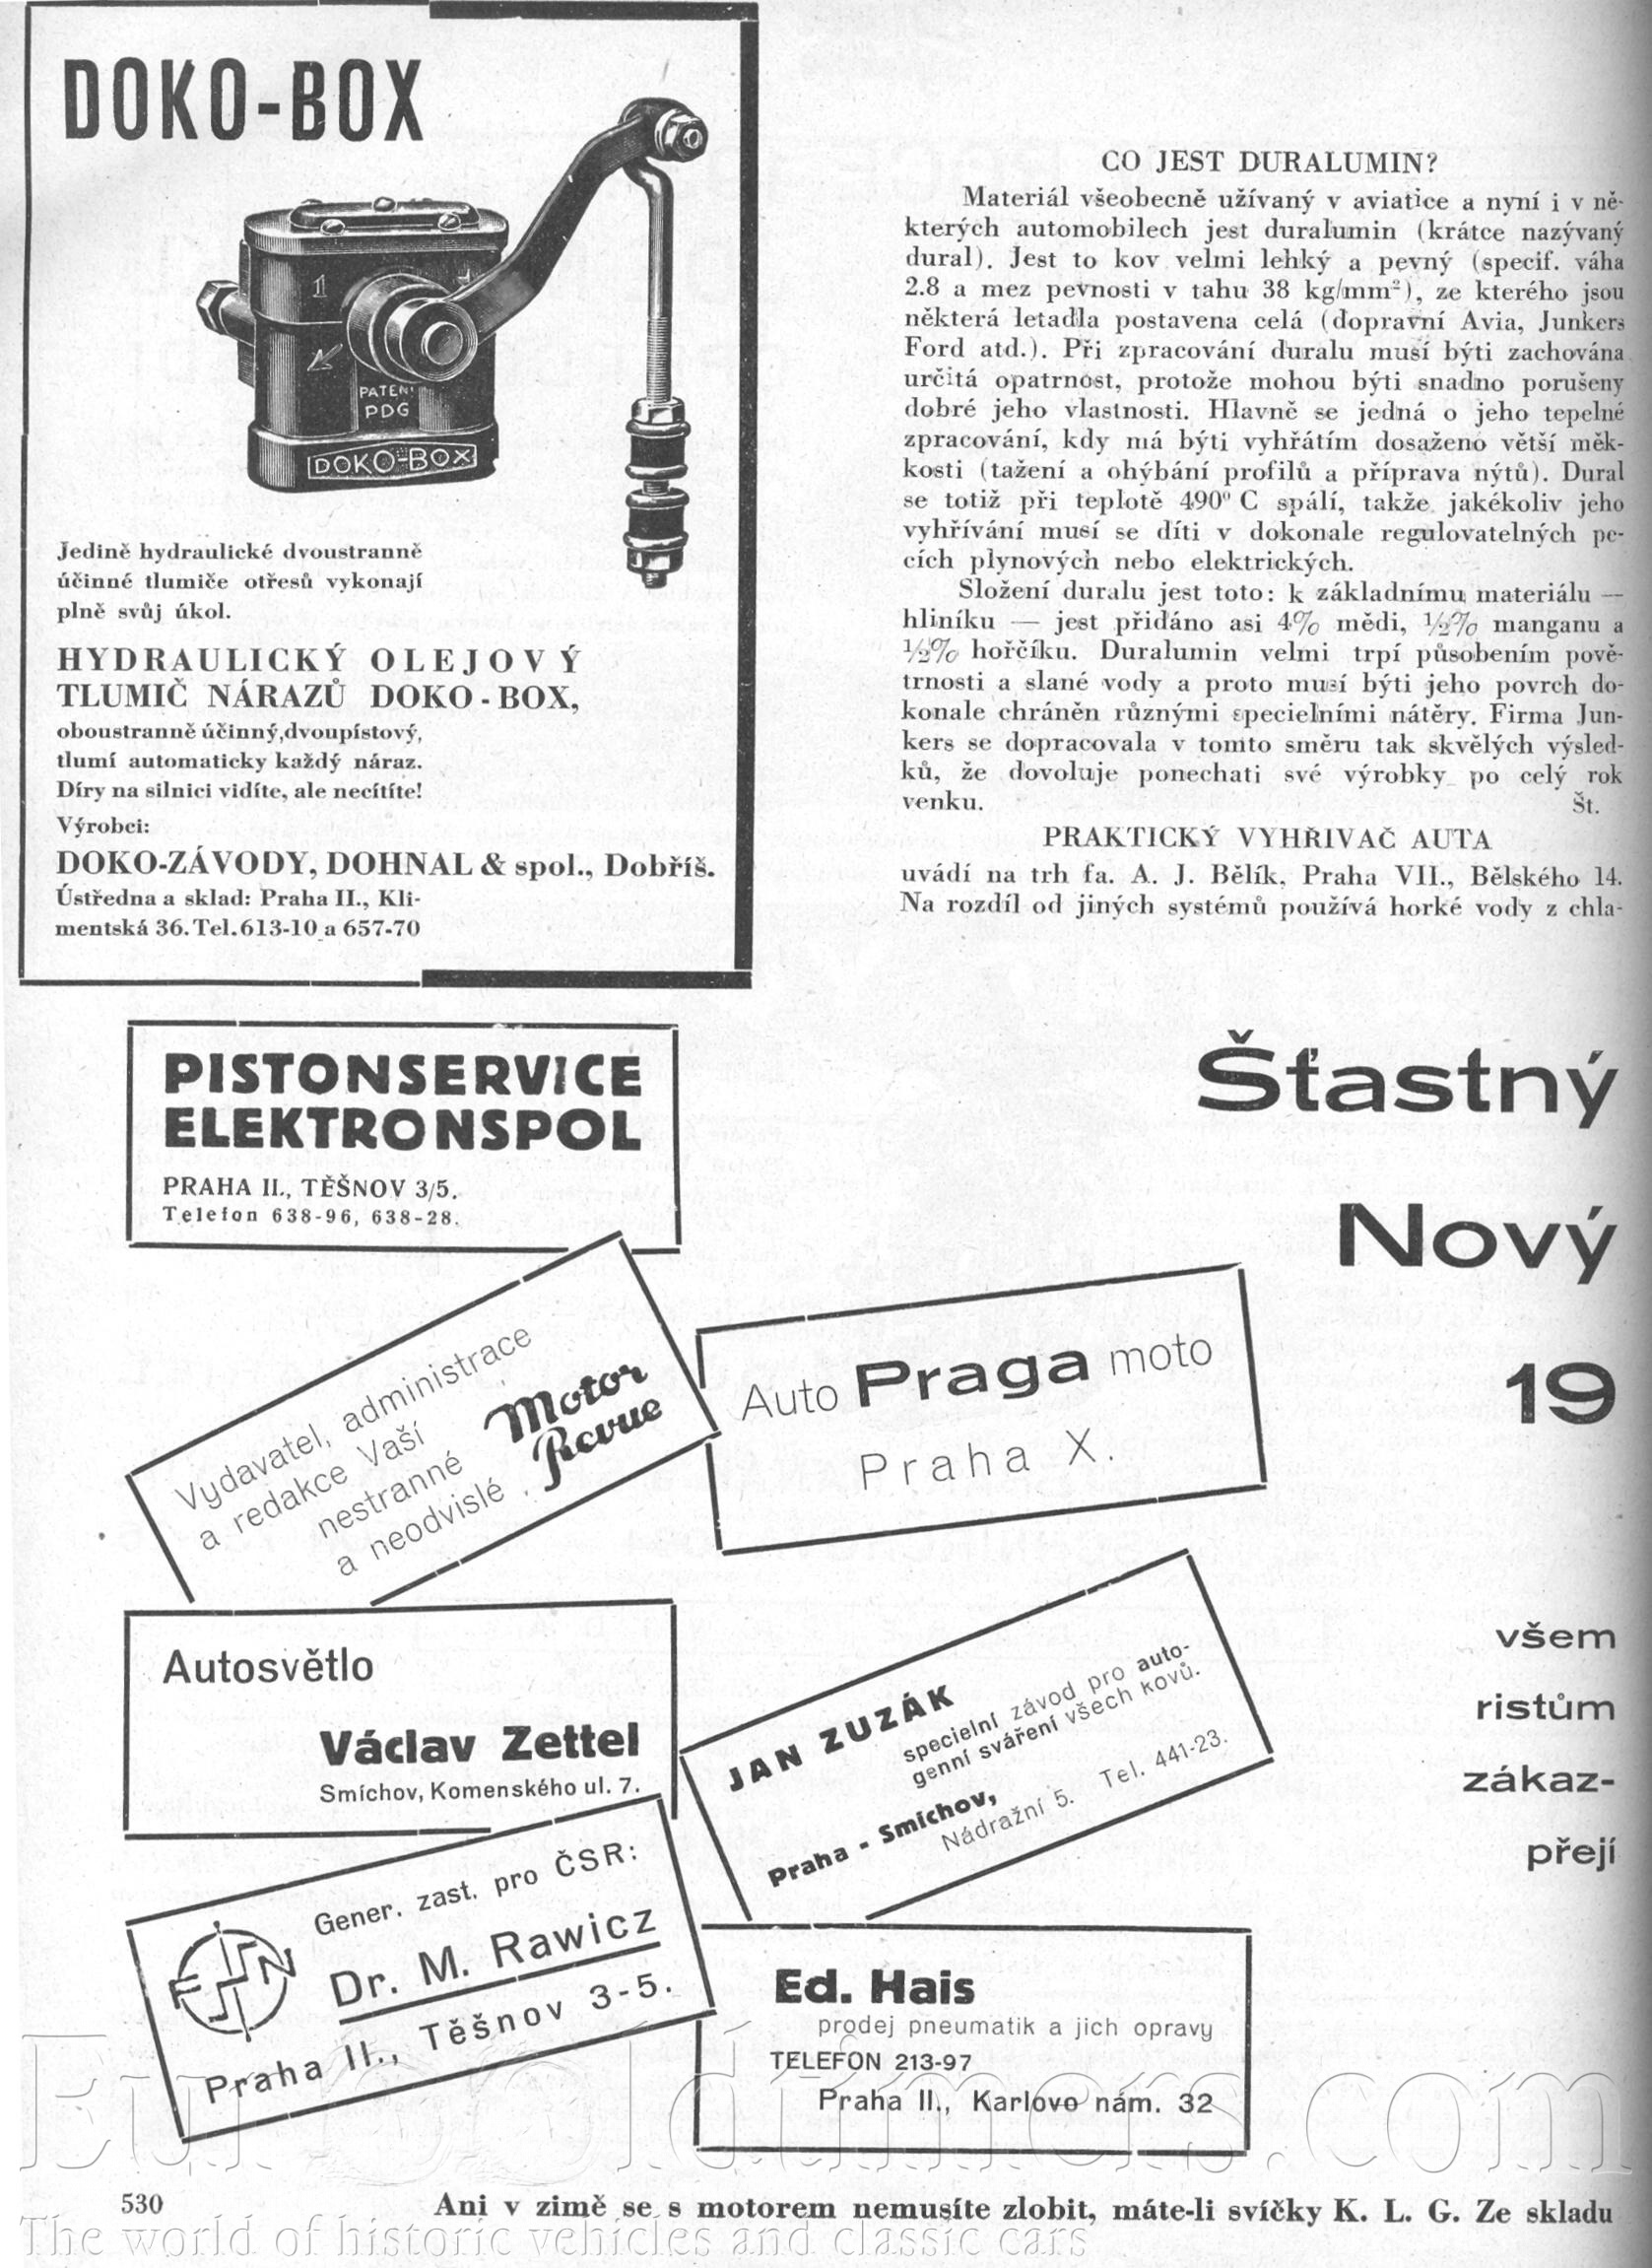 DOKO-BOX
1
PATENT
PDG
DOKO-BOX
Jedině hydraulické dvoustranně
účinné tlumiče otřesů vykonají
plně svůj úkol.
HYDRAULICKÝ OLEJOVÝ
TLUMIČ NÁRAZŮ DOKO-BOX,
oboustranně účinný,dvoupístový,
tlumí automaticky každý náraz.
Díry na silnici vidíte, ale necítíte!
Výrobci:
DOKO-ZÁVODY, DOHNAL & spol., Dobříš.
Ústředna a sklad: Praha II., Kli-
mentská 36. Tel. 613-10 a 657-70
CO JEST DURALUMIN?
Materiál všeobecně užívaný v aviatice a nyní i v ně-
kterých automobilech jest duralumin (krátce nazývaný
dural). Jest to kov velmi lehký a pevný (specif. váha
2.8 a mez pevnosti v tahu 38 kg/mm²), ze kterého jsou
některá letadla postavena celá (dopravní Avia, Junkers
Ford atd.). Při zpracování duralu musí býti zachována
určitá opatrnost, protože mohou býti snadno porušeny
dobré jeho vlastnosti. Hlavně se jedná o jeho tepelné
zpracování, kdy má býti vyhřátím dosaženo větší měk-
kosti (tažení a ohýbání profilů a příprava nýtů). Dural
se totiž při teplotě 490° C spálí, takže jakékoliv jeho
vyhřívání musí se díti v dokonale regulovatelných pe-
cích plynových nebo elektrických.
Složení duralu jest toto: k základnímu materiálu —
hliníku — jest přidáno asi 4% mědi, ½% manganu a
½% hořčíku. Duralumin velmi trpí působením pově-
trnosti a slané vody a proto musí býti jeho povrch do-
konale chráněn různými specielními nátěry. Firma Jun-
kers se dopracovala v tomto směru tak skvělých výsled-
ků, že dovoluje ponechati své výrobky po celý rok
venku. Št.
PRAKTICKÝ VYHŘIVAČ AUTA
uvádí na trh fa. A. J. Bělík, Praha VII., Bělského 14.
Na rozdíl od jiných systémů používá horké vody z chla-
PISTONSERVICE
ELEKTRONSPOL
PRAHA II., TĚŠNOV 3/5.
Telefon 638-96, 638-28.
Šťastný
Nový
19
Vydavatel, administrace
a redakce Vaší
nestranné
a neodvislé
Motor
Revue
Auto Praga moto
Praha X.
Autosvětlo
Václav Zettel
Smíchov, Komenského ul. 7.
JAN ZUZÁK
specielní závod pro auto-
genní sváření všech kovů.
Praha - Smíchov,
Nádražní 5. Tel. 441-23.
všem
ristům
zákaz-
přejí
FN
Gener. zast. pro ČSR:
Dr. M. Rawicz
Praha II., Těšnov 3-5.
Ed. Hais
prodej pneumatik a jich opravy
TELEFON 213-97
Praha II., Karlovo nám. 32
EuroOldtimers.com
530
Ani v zimě se s motorem nemusíte zlobit, máte-li svíčky K. L. G. Ze skladu
The world of historic vehicles and classic cars